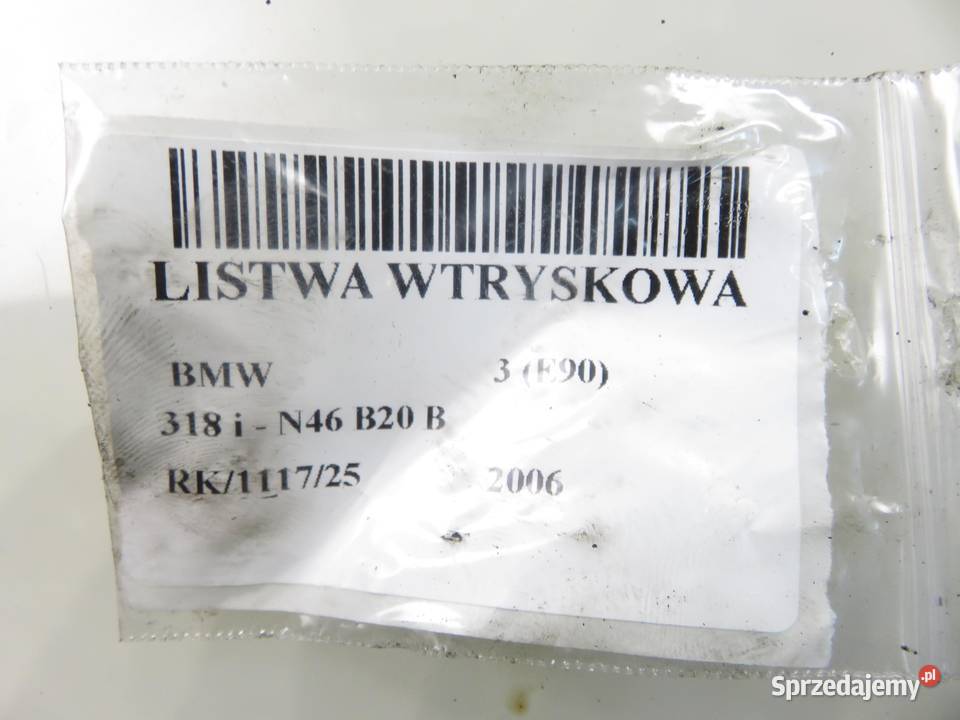 LISTWA WTRYSKOWA
BMW 3 (E90)
318 i - N46 B20 B
RK/1117/25 2006
Sprzedajemy.pl